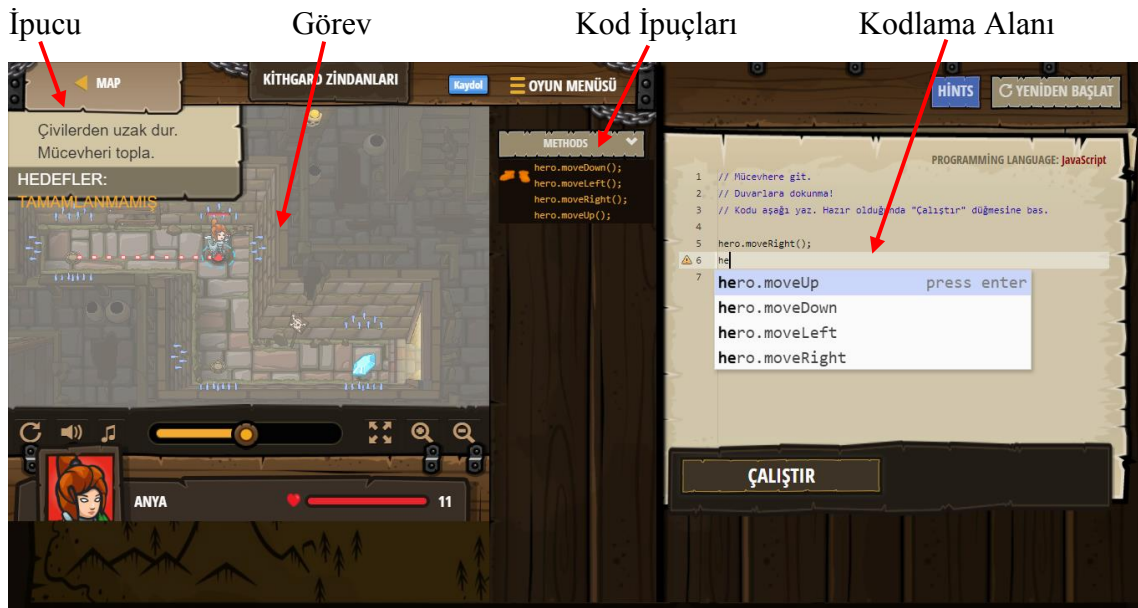 İpucu
Görev
Kod İpuçları
Kodlama Alanı
MAP
KİTHGARD ZİNDANLARI
Kaydol
OYUN MENÜSÜ
HİNTS
YENİDEN BAŞLAT
Çivilerden uzak dur.
Mücevheri topla.
HEDEFLER:
TAMAMLANMAMIŞ
METHODS
hero.moveDown();
hero.moveLeft();
hero.moveRight();
hero.moveUp();
PROGRAMMİNG LANGUAGE: JavaScript
1 // Mücevhere git.
2 // Duvarlara dokunma!
3 // Kodu aşağı yaz. Hazır olduğunda "Çalıştır" düğmesine bas.
4
5 hero.moveRight();
6 he
7
hero.moveUp press enter
hero.moveDown
hero.moveLeft
hero.moveRight
ÇALIŞTIR
ANYA
11